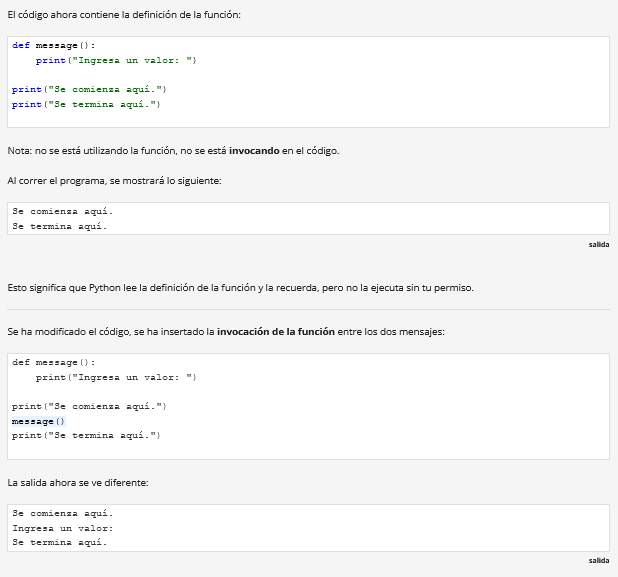 El código ahora contiene la definición de la función:
def message():
    print("Ingresa un valor: ")
print("Se comienza aquí.")
print("Se termina aquí.")
Nota: no se está utilizando la función, no se está invocando en el código.
Al correr el programa, se mostrará lo siguiente:
Se comienza aquí.
Se termina aquí.
salida
Esto significa que Python lee la definición de la función y la recuerda, pero no la ejecuta sin tu permiso.
Se ha modificado el código, se ha insertado la invocación de la función entre los dos mensajes:
def message():
    print("Ingresa un valor: ")
print("Se comienza aquí.")
message()
print("Se termina aquí.")
La salida ahora se ve diferente:
Se comienza aquí.
Ingresa un valor:
Se termina aquí.
salida